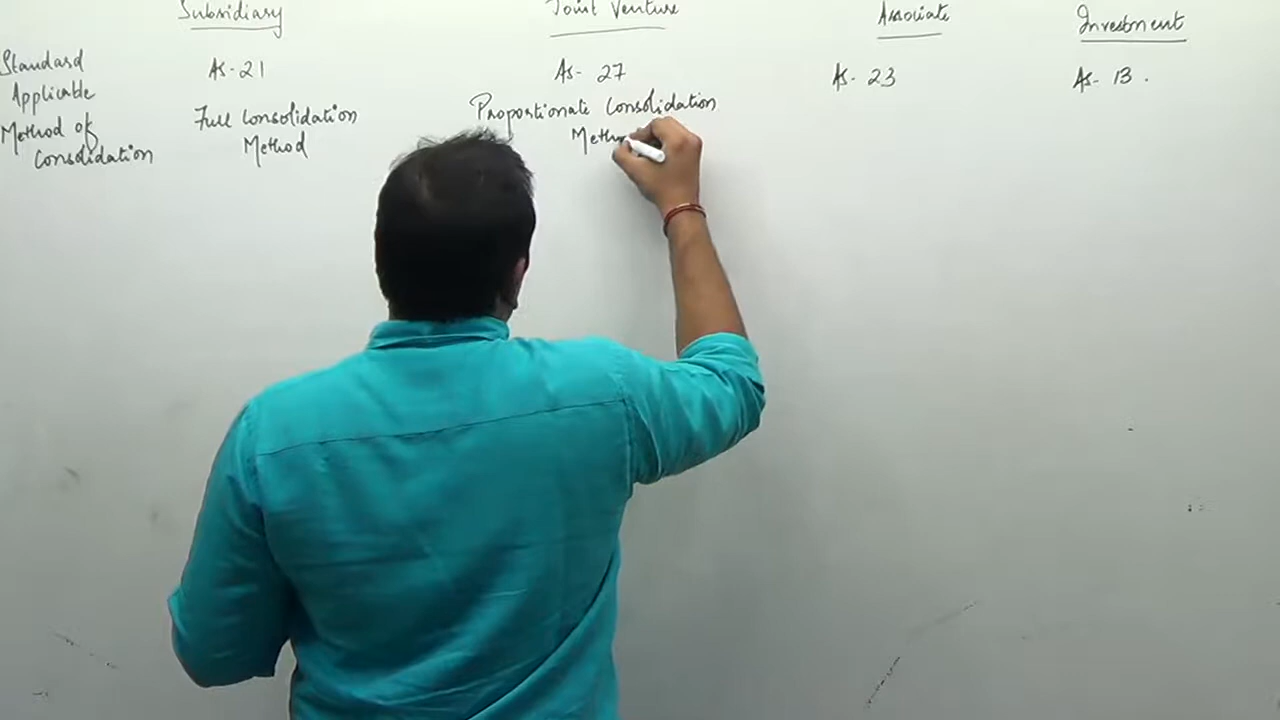 Subsidiary Joint Venture Associate Investment
Standard
Applicable
AS-21 AS- 27 AS- 23 AS- 13.
Method of
Consolidation
Full Consolidation
Method
Proportionate Consolidation
Metho